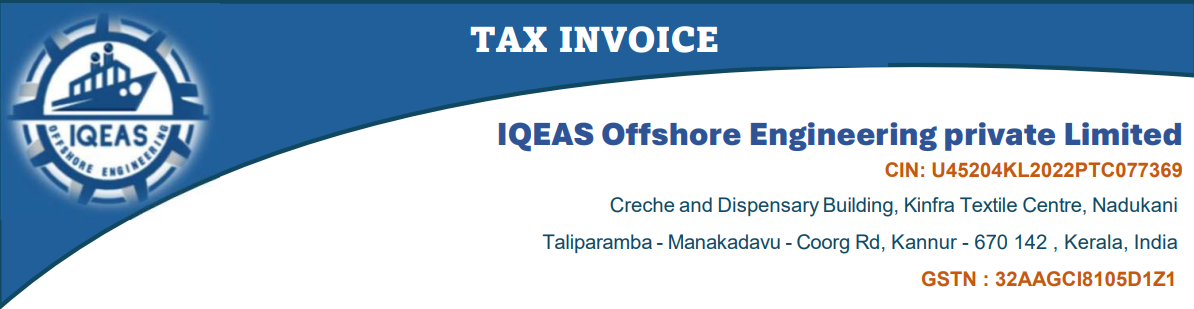 TAX INVOICE
IQEAS
OFFSHORE ENGINEERING
IQEAS Offshore Engineering private Limited
CIN: U45204KL2022PTC077369
Creche and Dispensary Building, Kinfra Textile Centre, Nadukani
Taliparamba - Manakadavu - Coorg Rd, Kannur - 670 142 , Kerala, India
GSTN : 32AAGCI8105D1Z1